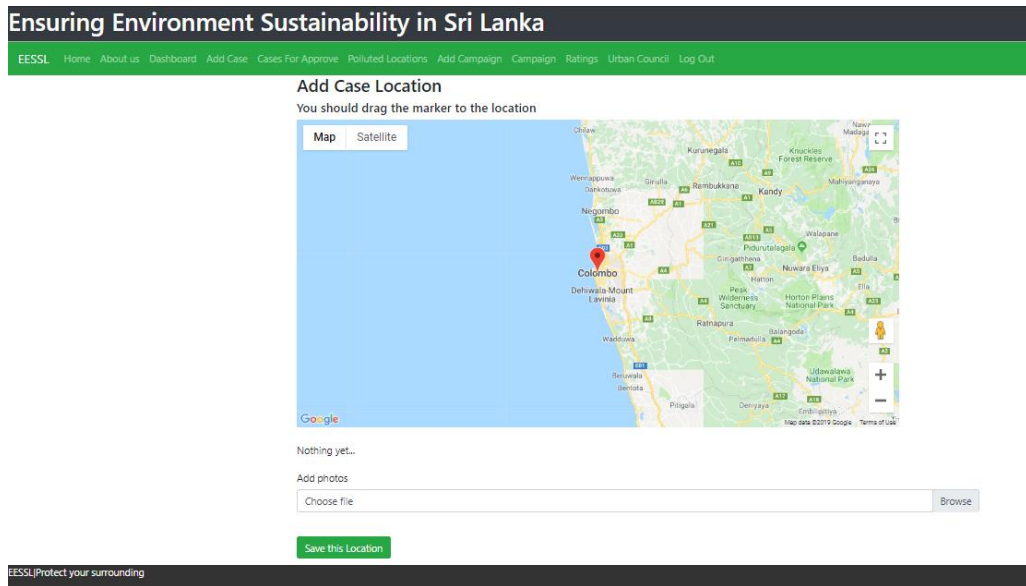 Ensuring Environment Sustainability in Sri Lanka
EESSL Home About us Dashboard Add Case Cases For Approve Polluted Locations Add Campaign Campaign Ratings Urban Council Log Out
Add Case Location
You should drag the marker to the location
Map Satellite
Chilaw
Kurunegala
Knuckles
Forest Reserve
Wennappuwa
Dankotuwa
Giriulla
Rambukkana
Kandy
Mahiyanganaya
Negombo
Walapane
Pidurutalagala
Ginigathhena
Badulla
Colombo
Nuwara Eliya
Hatton
Dehiwala-Mount
Lavinia
Ella
Peak
Wilderness
Sanctuary
Horton Plains
National Park
Ratnapura
Balangoda
Wadduwa
Pelmadulla
Udawalawa
National Park
Beruwala
Bentota
Pitigala
Deniyaya
Embilipitiya
Google
Map data ©2019 Google Terms of Use
Nothing yet...
Add photos
Choose file Browse
Save this Location
EESSL|Protect your surrounding